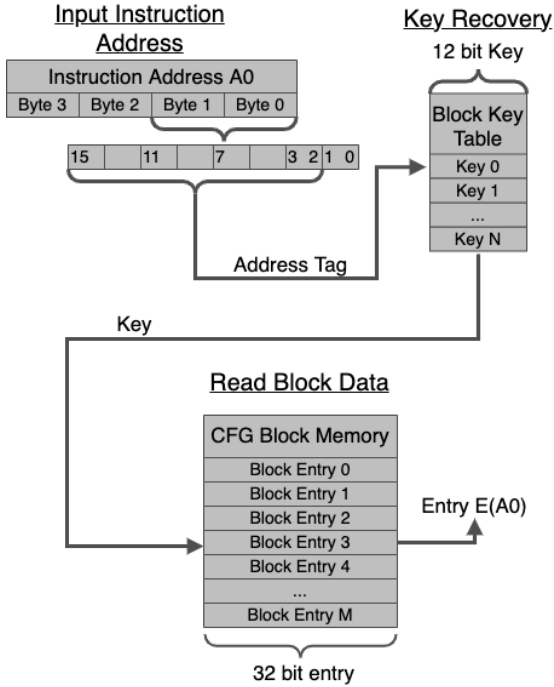 Input Instruction
Address
Instruction Address A0
Byte 3 Byte 2 Byte 1 Byte 0
15 11 7 3 2 1 0
Address Tag
Key Recovery
12 bit Key
Block Key
Table
Key 0
Key 1
...
Key N
Key
Read Block Data
CFG Block Memory
Block Entry 0
Block Entry 1
Block Entry 2
Block Entry 3
Block Entry 4
...
Block Entry M
32 bit entry
Entry E(A0)